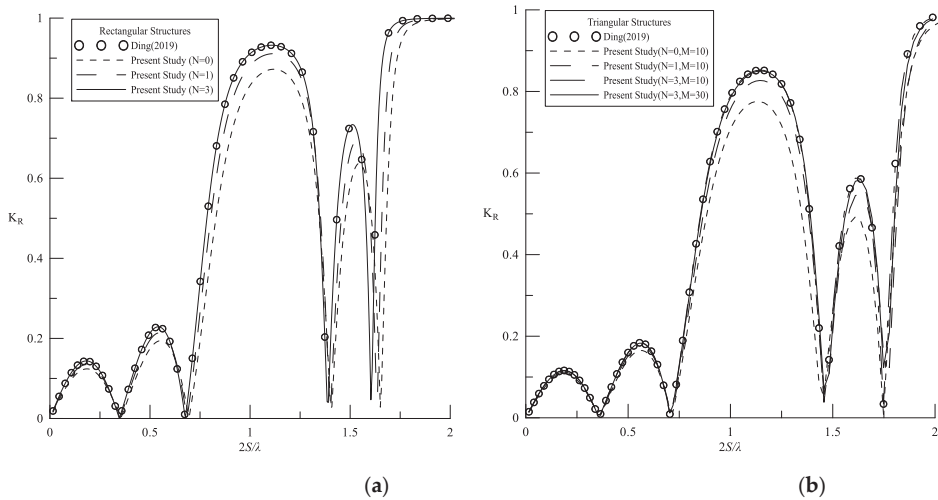 Rectangular Structures
Ding(2019)
Present Study (N=0)
Present Study (N=1)
Present Study (N=3)
1
0.8
0.6
K_R
0.4
0.2
0
0
0.5
1
1.5
2
2S/λ
(a)
Triangular Structures
Ding(2019)
Present Study(N=0,M=10)
Present Study(N=1,M=10)
Present Study(N=3,M=10)
Present Study(N=3,M=30)
1
0.8
0.6
K_R
0.4
0.2
0
0
0.5
1
1.5
2
2S/λ
(b)